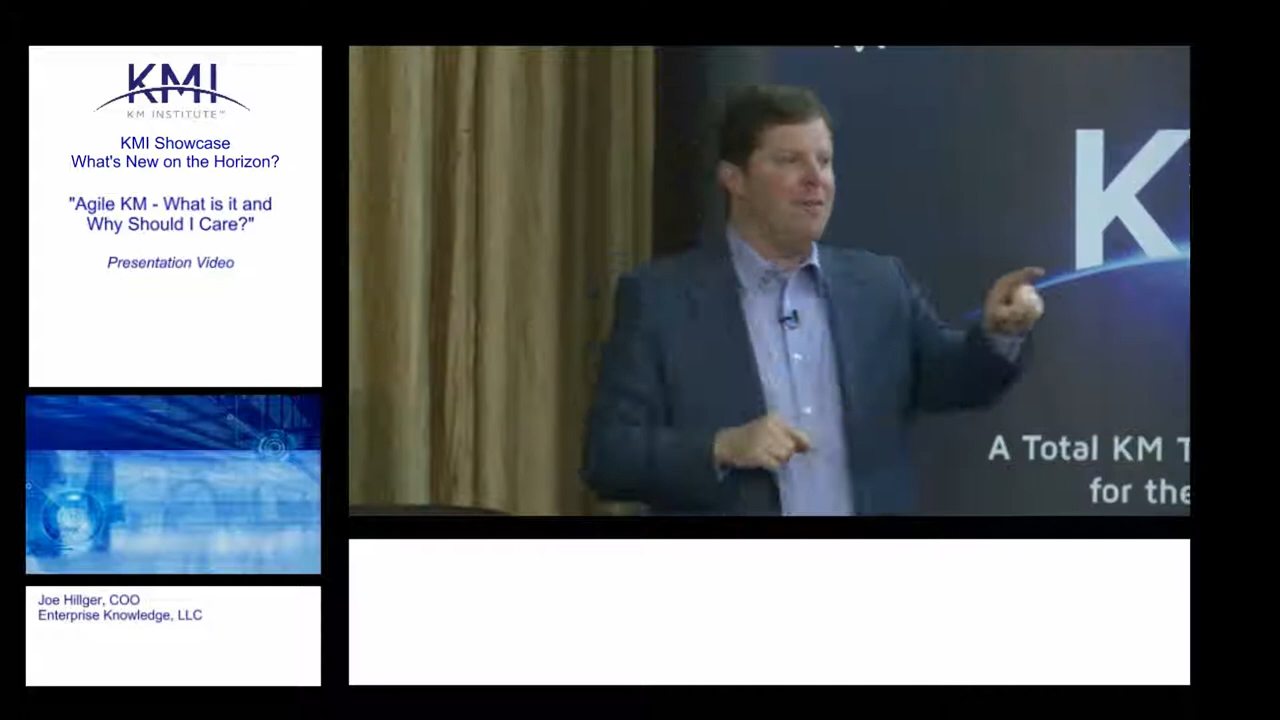 KMI
KM INSTITUTE™
KMI Showcase
What's New on the Horizon?
"Agile KM - What is it and
Why Should I Care?"
Presentation Video
Joe Hillger, COO
Enterprise Knowledge, LLC
K
A Total KM T
for the